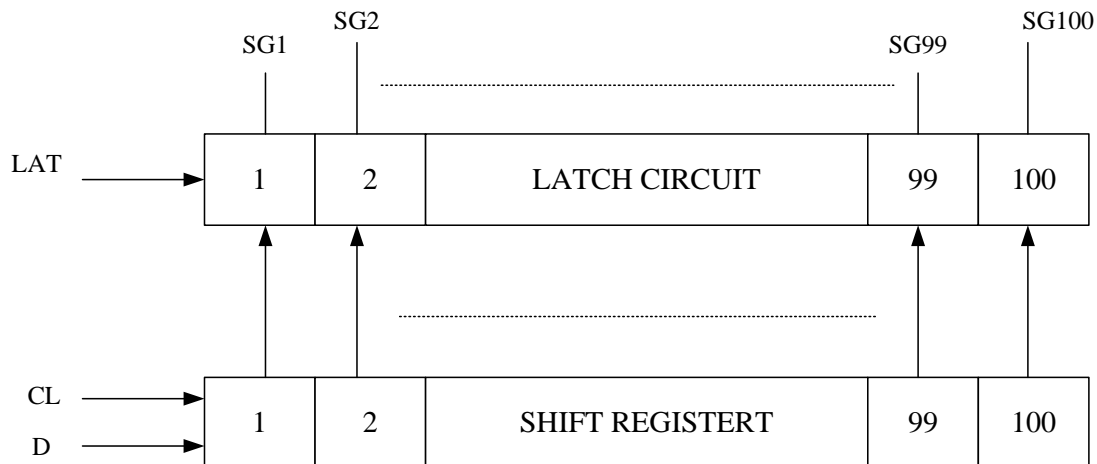 SG1
SG2
SG99
SG100
LAT
1
2
LATCH CIRCUIT
99
100
CL
D
1
2
SHIFT REGISTERT
99
100